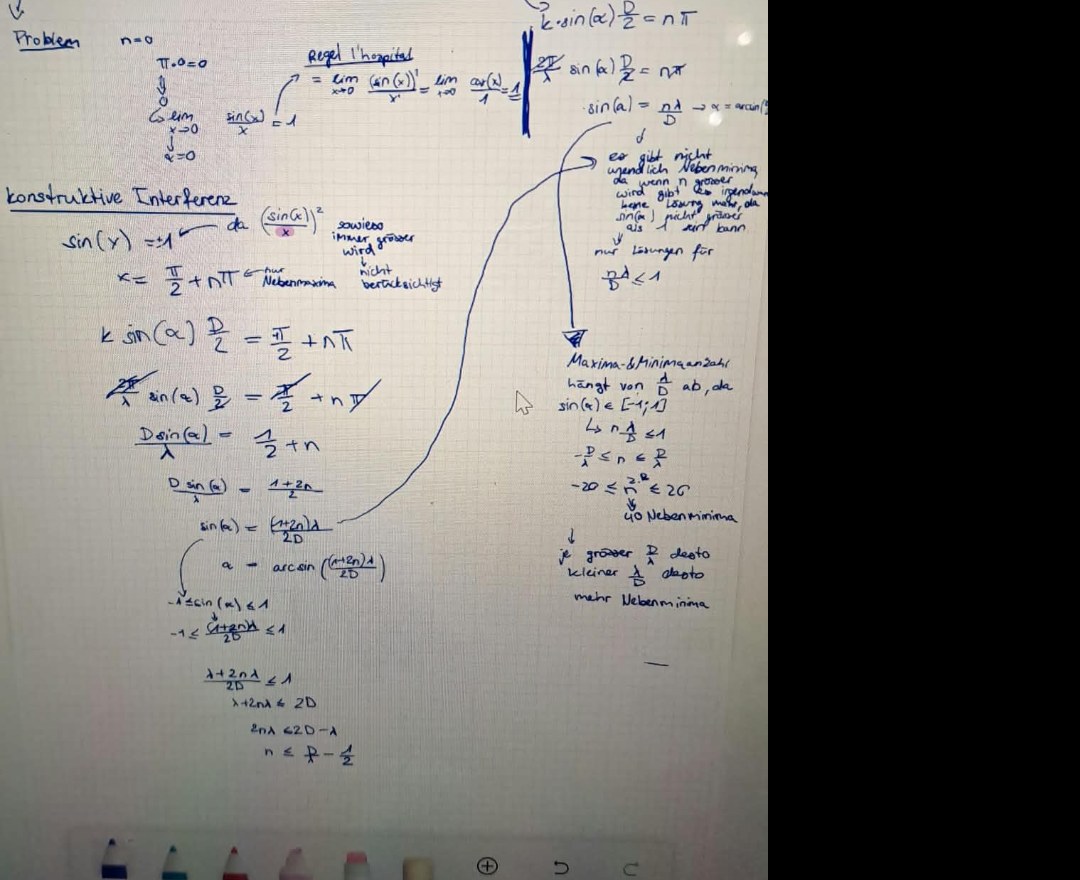 Problem n=0
π·0=0
↳ lim x→0 sin(x)/x = 1
x=0
Regel l'hospital
= lim x→0 (sin(x))'/x' = lim x→0 cos(x)/1 = 1
konstruktive Interferenz
sin(x) = ±1 ← da (sin(x)/x)² sowieso
immer grösser
wird
↓
nicht
berücksichtigt
x = π/2 + nπ ← nur
Nebenmaxima
k sin(α) D/2 = π/2 + nπ
2π/λ sin(α) D/2 = π/2 + nπ
D sin(α)/λ = 1/2 + n
D sin(α)/λ = 1+2n/2
sin(α) = (1+2n)λ/2D
α = arcsin ((1+2n)λ/2D)
-1 ≤ sin(α) ≤ 1
-1 ≤ (1+2n)λ/2D ≤ 1
λ+2nλ/2D ≤ 1
λ+2nλ ≤ 2D
2nλ ≤ 2D-λ
n ≤ D/λ - 1/2
k·sin(α) D/2 = nπ
2π/λ sin(α) D/2 = nπ
sin(α) = nλ/D → α = arcsin(
es gibt nicht
unendlich Nebenminima,
da wenn n grösser
wird gibt es
keine Lösung mehr, da
sin(α) nicht grösser
als 1 sein kann
↓
nur Lösungen für
nλ/D ≤ 1
Maxima- & Minimaanzahl
hängt von λ/D ab, da
sin(α) ∈ [-1;1]
↳ n λ/D ≤ 1
-D/λ ≤ n ≤ D/λ
-20 ≤ n ≤ 20
40 Nebenminima
↓
je grösser D/λ desto
kleiner λ/D desto
mehr Nebenminima